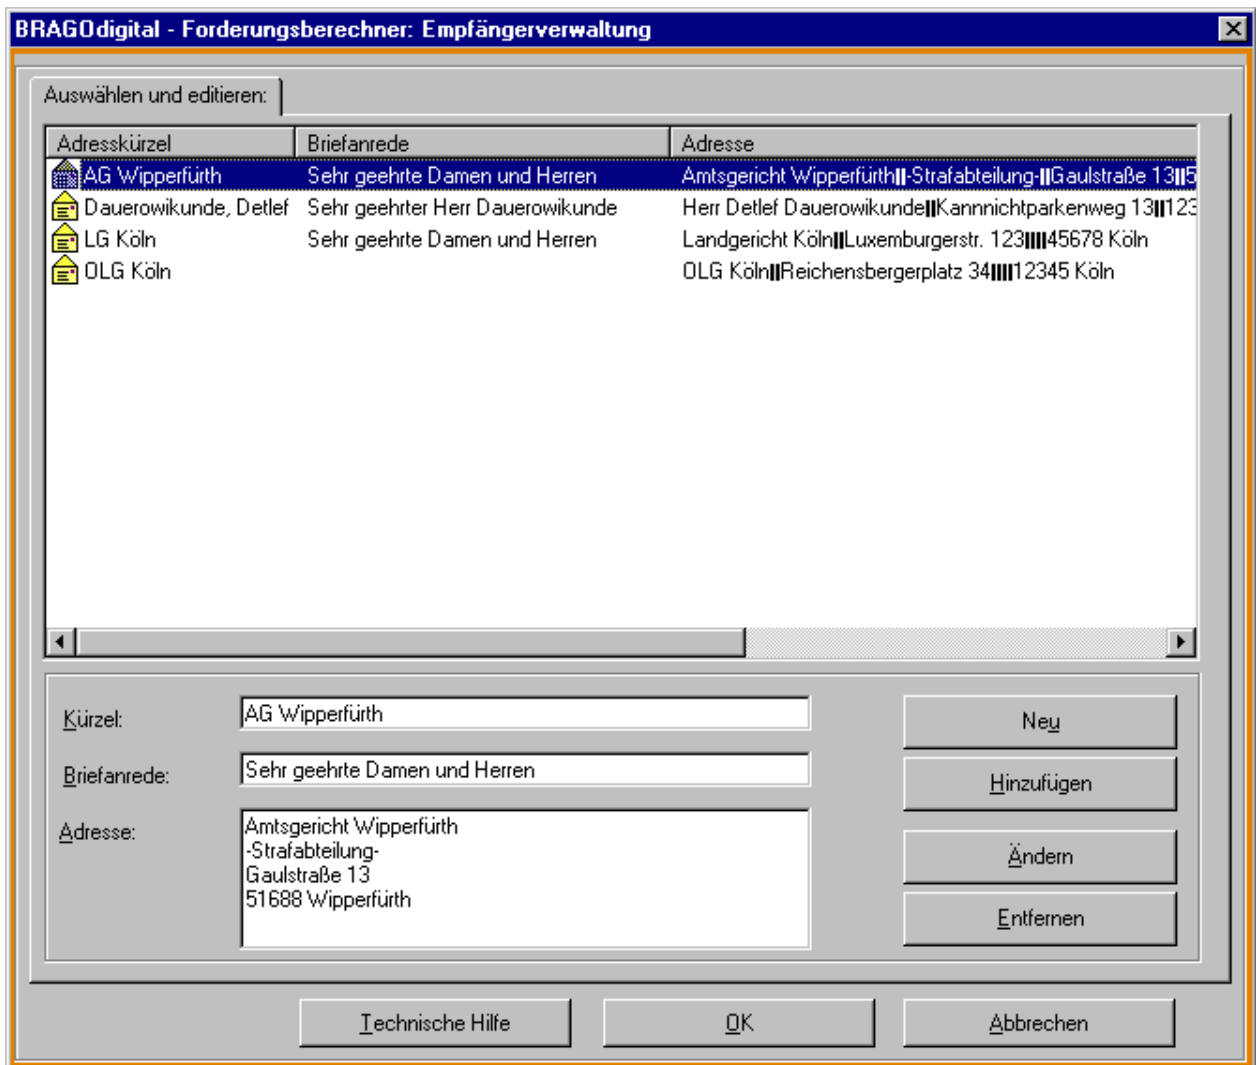 BRAGOdigital - Forderungsberechner: Empfängerverwaltung
Auswählen und editieren:
Adresskürzel Briefanrede Adresse
AG Wipperfürth Sehr geehrte Damen und Herren Amtsgericht Wipperfürth||-Strafabteilung-||Gaulstraße 13||5
Dauerowikunde, Detlef Sehr geehrter Herr Dauerowikunde Herr Detlef Dauerowikunde||Kannnichtparkenweg 13||123
LG Köln Sehr geehrte Damen und Herren Landgericht Köln||Luxemburgerstr. 123||||45678 Köln
OLG Köln OLG Köln||Reichensbergerplatz 34||||12345 Köln
Kürzel: AG Wipperfürth
Neu
Briefanrede: Sehr geehrte Damen und Herren
Hinzufügen
Adresse: Amtsgericht Wipperfürth
-Strafabteilung-
Gaulstraße 13
51688 Wipperfürth
Ändern
Entfernen
Technische Hilfe OK Abbrechen